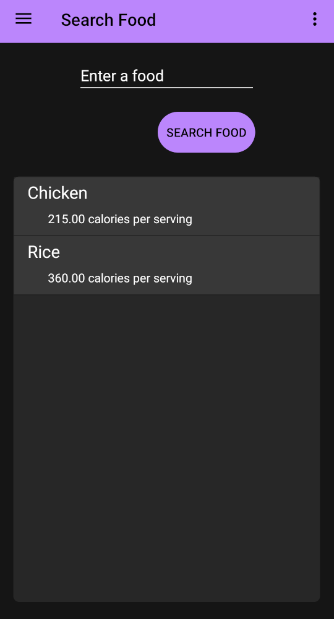 Search Food
Enter a food
SEARCH FOOD
Chicken
215.00 calories per serving
Rice
360.00 calories per serving